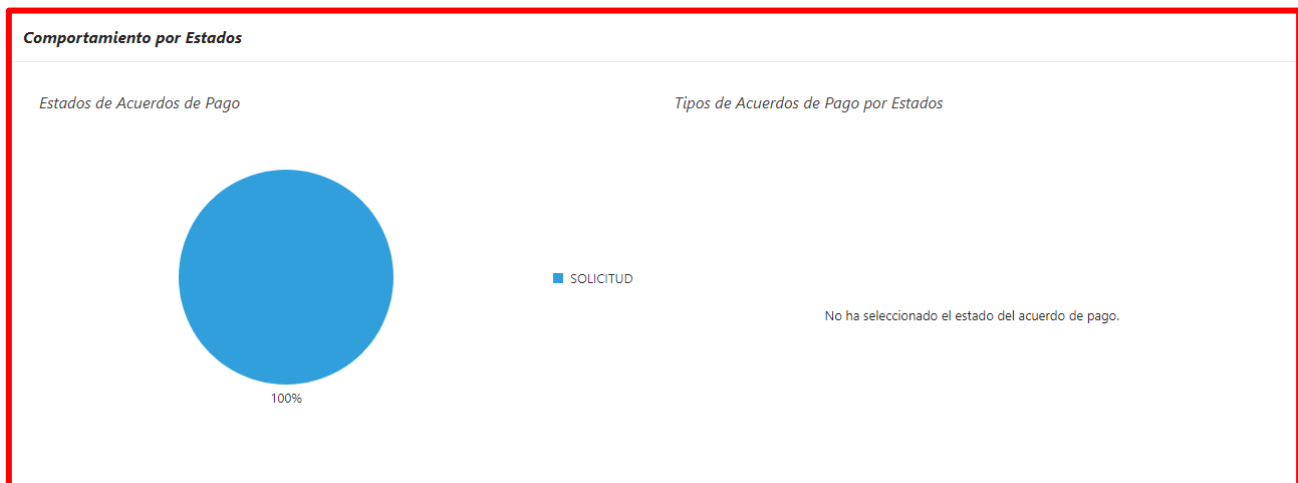 Comportamiento por Estados
Estados de Acuerdos de Pago
Tipos de Acuerdos de Pago por Estados
SOLICITUD
No ha seleccionado el estado del acuerdo de pago.
100%